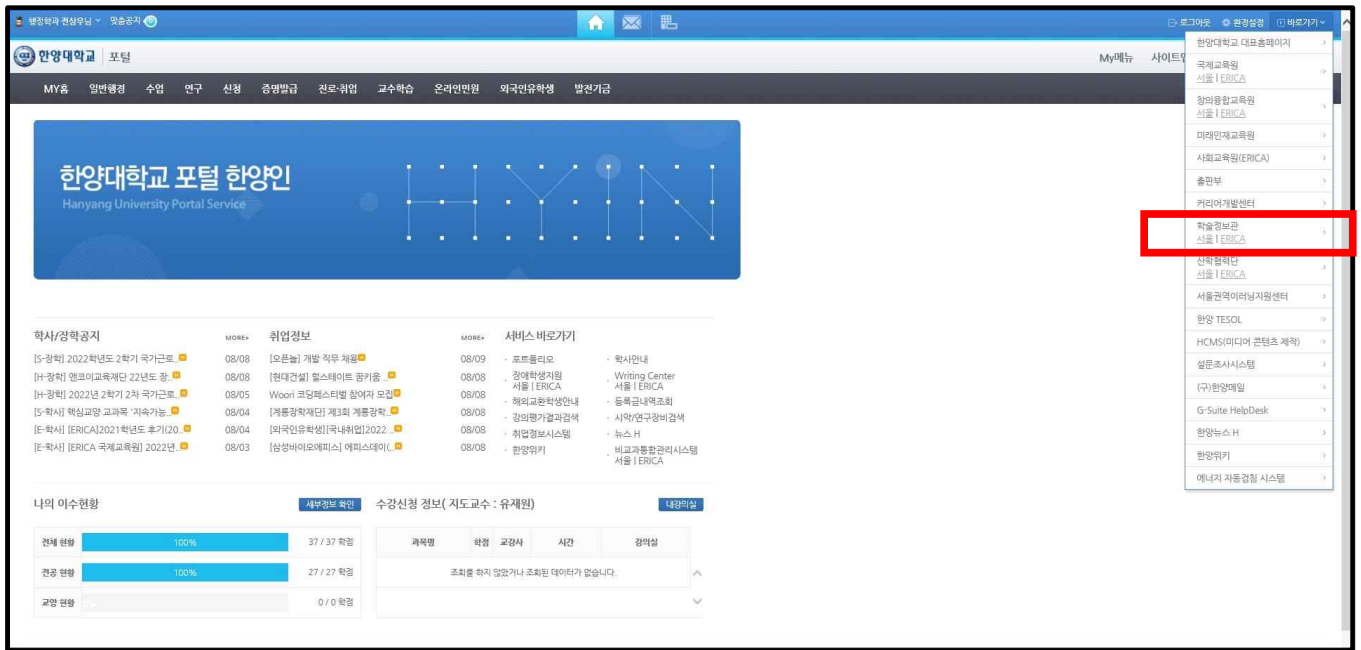 행정학과 전상우님 맞춤공지
로그아웃 환경설정 바로가기
한양대학교 포털
My메뉴 사이트맵
MY홈 일반행정 수업 연구 신청 증명발급 진로·취업 교수학습 온라인민원 외국인유학생 발전기금
한양대학교 포털 한양인
Hanyang University Portal Service
HYIN
한양대학교 대표홈페이지
국제교육원
서울 | ERICA
창의융합교육원
서울 | ERICA
미래인재교육원
사회교육원(ERICA)
출판부
커리어개발센터
학술정보관
서울 | ERICA
산학협력단
서울 | ERICA
서울권역이러닝지원센터
한양 TESOL
HCMS(미디어 콘텐츠 제작)
설문조사시스템
(구)한양메일
G-Suite HelpDesk
한양뉴스 H
한양위키
에너지 자동검침 시스템
학사/장학공지 MORE+
[S-장학] 2022학년도 2학기 국가근로.. 08/08
[H-장학] 앤코이교육재단 22년도 장.. 08/08
[H-장학] 2022년 2학기 2차 국가근로.. 08/05
[S-학사] 핵심교양 교과목 '지속가능.. 08/04
[E-학사] [ERICA]2021학년도 후기(20.. 08/04
[E-학사] [ERICA 국제교육원] 2022년.. 08/03
취업정보 MORE+
[오픈놀] 개발 직무 채용 08/09
[현대건설] 힐스테이트 꿈키움 .. 08/08
Woori 코딩페스티벌 참여자 모집 08/08
[계룡장학재단] 제3회 계룡장학.. 08/08
[외국인유학생][국내취업][2022 .. 08/08
[삼성바이오에피스] 에피스데이(.. 08/08
서비스 바로가기
· 포트폴리오 · 학사안내
· 장애학생지원 서울 | ERICA · Writing Center 서울 | ERICA
· 해외교환학생안내 · 등록금내역조회
· 강의평가결과검색 · 시약/연구장비검색
· 취업정보시스템 · 뉴스 H
· 한양위키 · 비교과통합관리시스템 서울 | ERICA
나의 이수현황 세부정보 확인
전체 현황 100% 37 / 37 학점
전공 현황 100% 27 / 27 학점
교양 현황 0 / 0 학점
수강신청 정보( 지도교수 : 유재원) 내강의실
과목명 학점 교강사 시간 강의실
조회를 하지 않았거나 조회된 데이터가 없습니다.